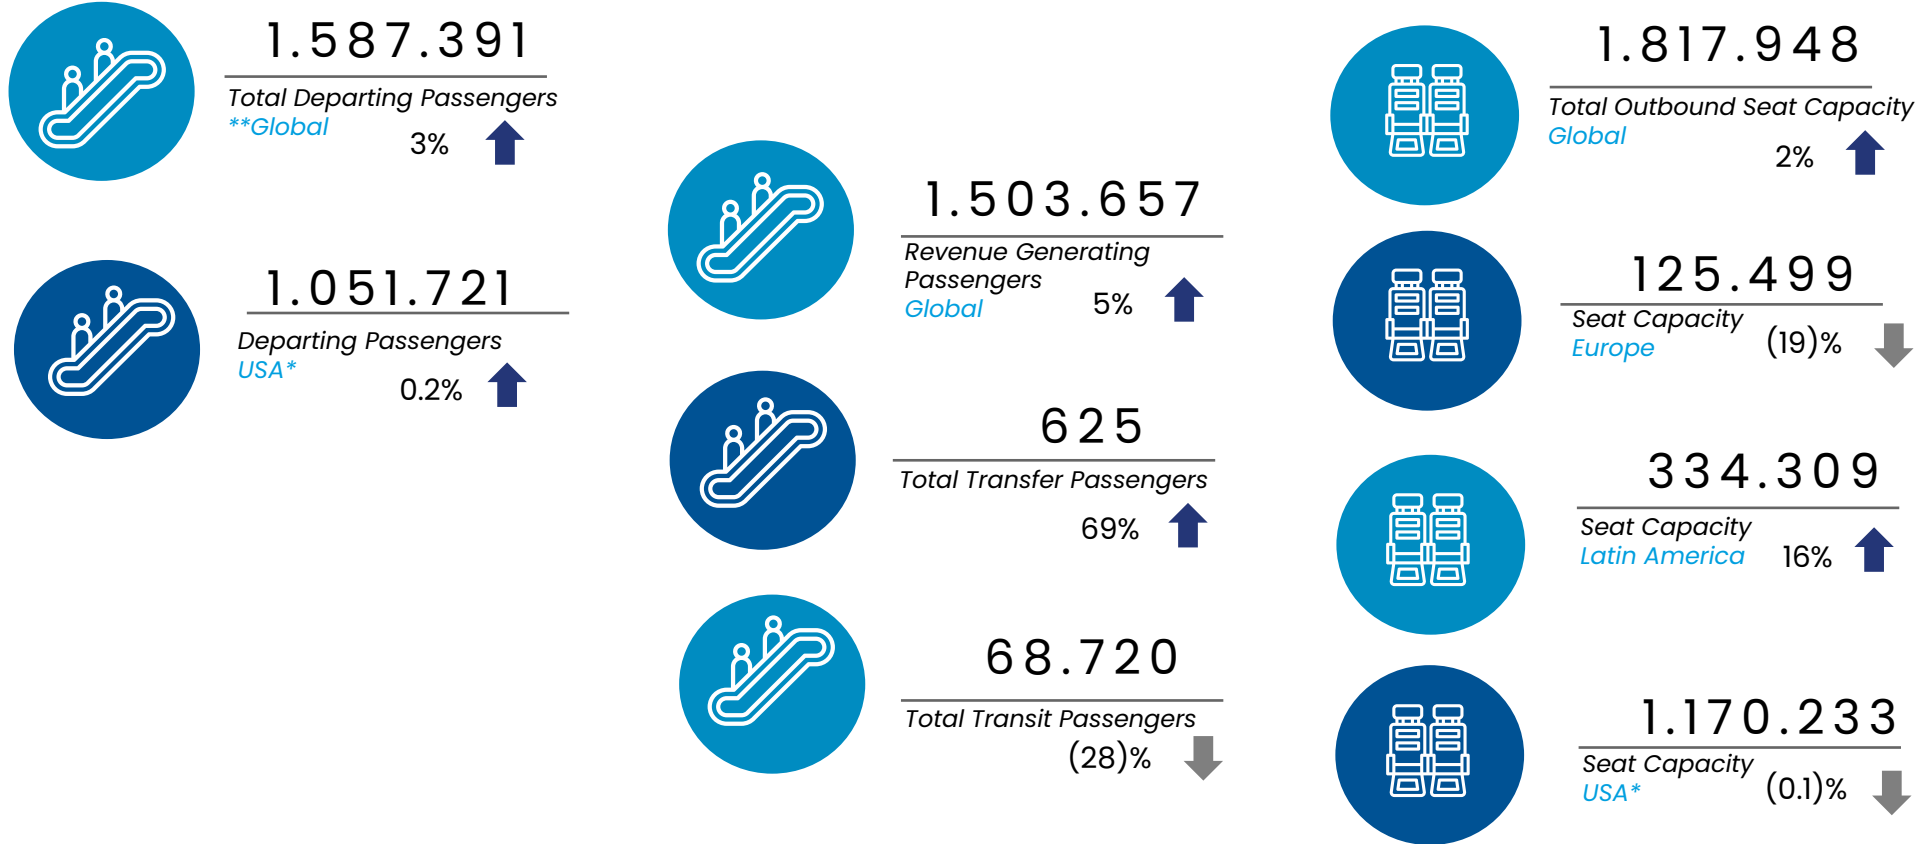 1.587.391
Total Departing Passengers
**Global
3%
1.051.721
Departing Passengers
USA*
0.2%
1.503.657
Revenue Generating
Passengers
Global
5%
625
Total Transfer Passengers
69%
68.720
Total Transit Passengers
(28)%
1.817.948
Total Outbound Seat Capacity
Global
2%
125.499
Seat Capacity
Europe
(19)%
334.309
Seat Capacity
Latin America
16%
1.170.233
Seat Capacity
USA*
(0.1)%